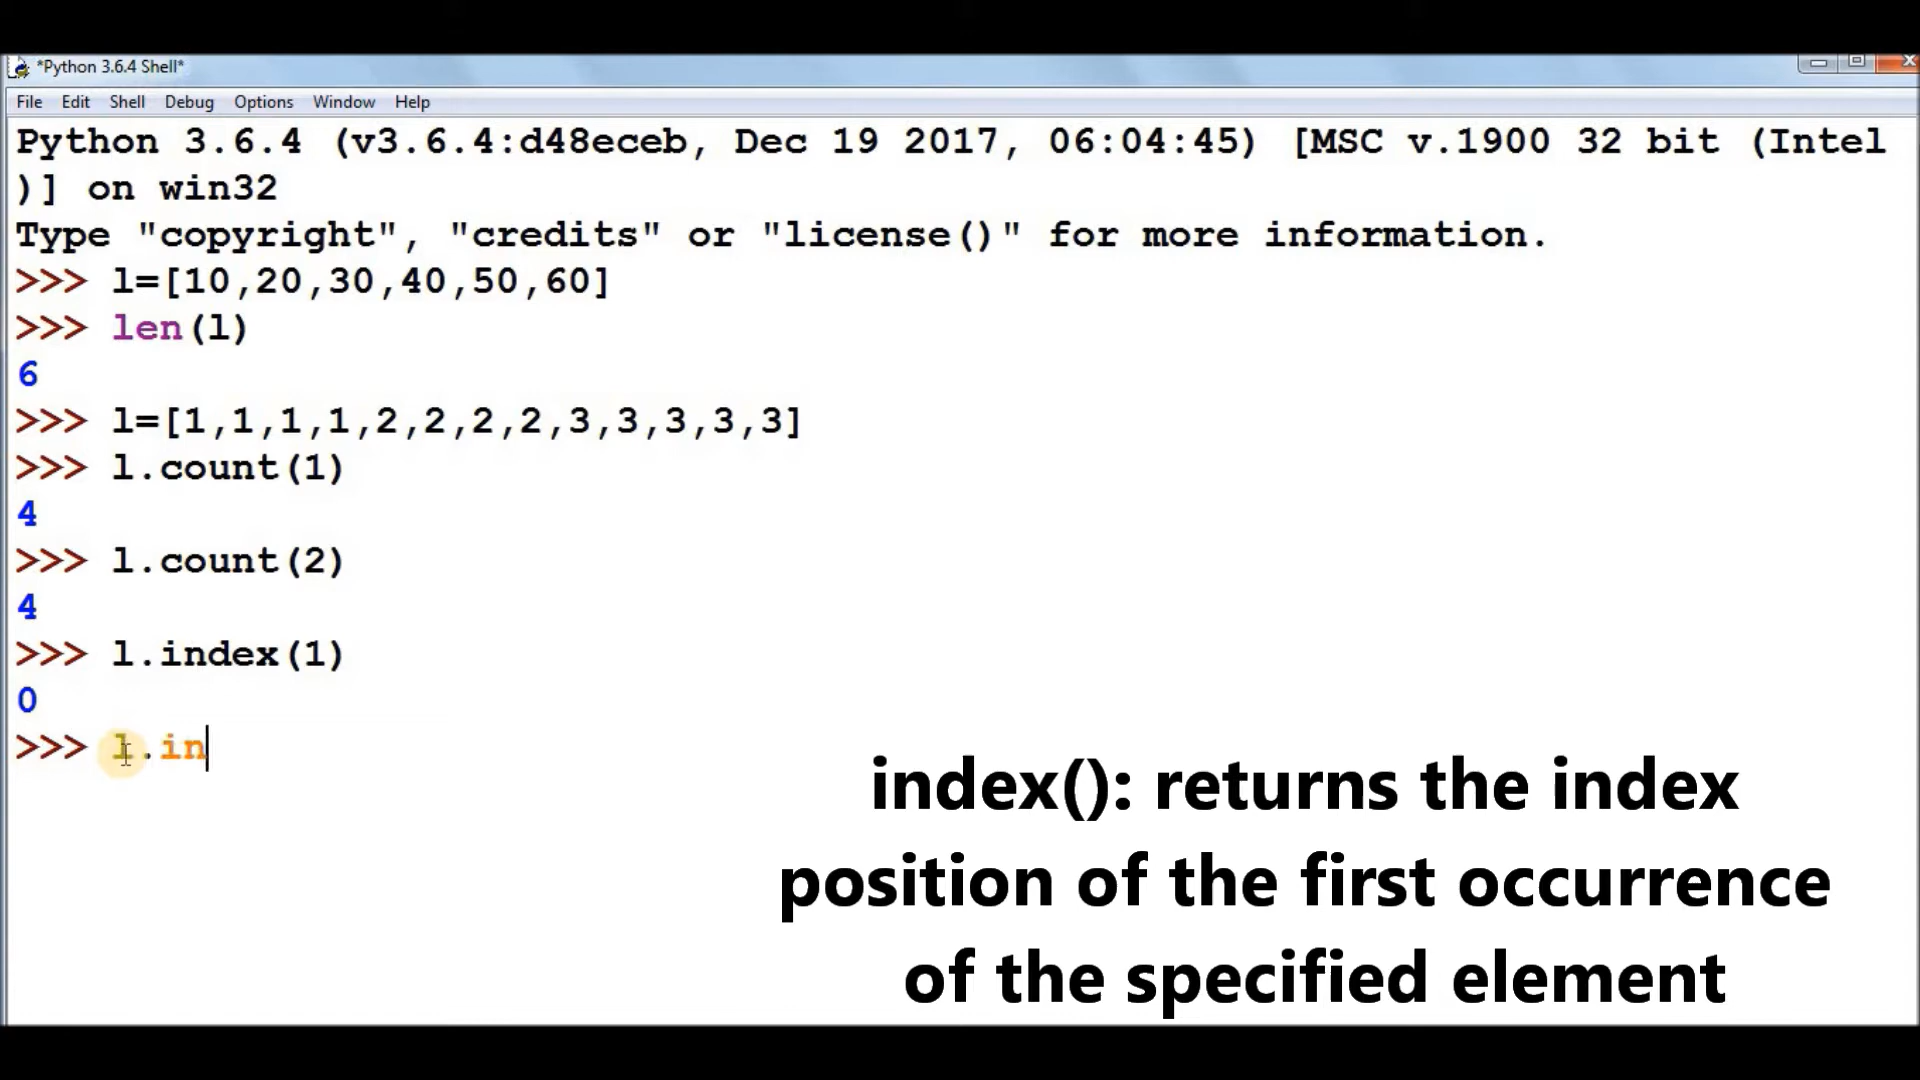 *Python 3.6.4 Shell*
File Edit Shell Debug Options Window Help
Python 3.6.4 (v3.6.4:d48eceb, Dec 19 2017, 06:04:45) [MSC v.1900 32 bit (Intel
)] on win32
Type "copyright", "credits" or "license()" for more information.
>>> l=[10,20,30,40,50,60]
>>> len(l)
6
>>> l=[1,1,1,1,2,2,2,2,3,3,3,3,3]
>>> l.count(1)
4
>>> l.count(2)
4
>>> l.index(1)
0
>>> l.in
index(): returns the index
position of the first occurrence
of the specified element